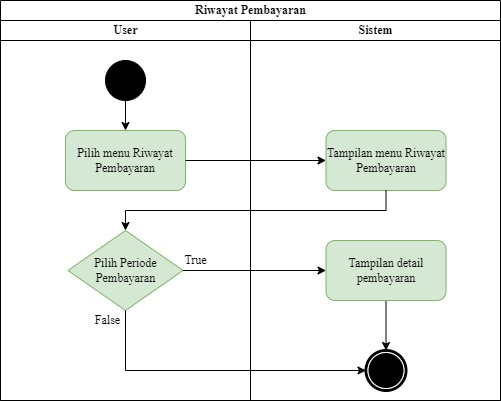 Riwayat Pembayaran
User
Sistem
Pilih menu Riwayat
Pembayaran
Tampilan menu Riwayat
Pembayaran
Pilih Periode
Pembayaran
True
Tampilan detail
pembayaran
False